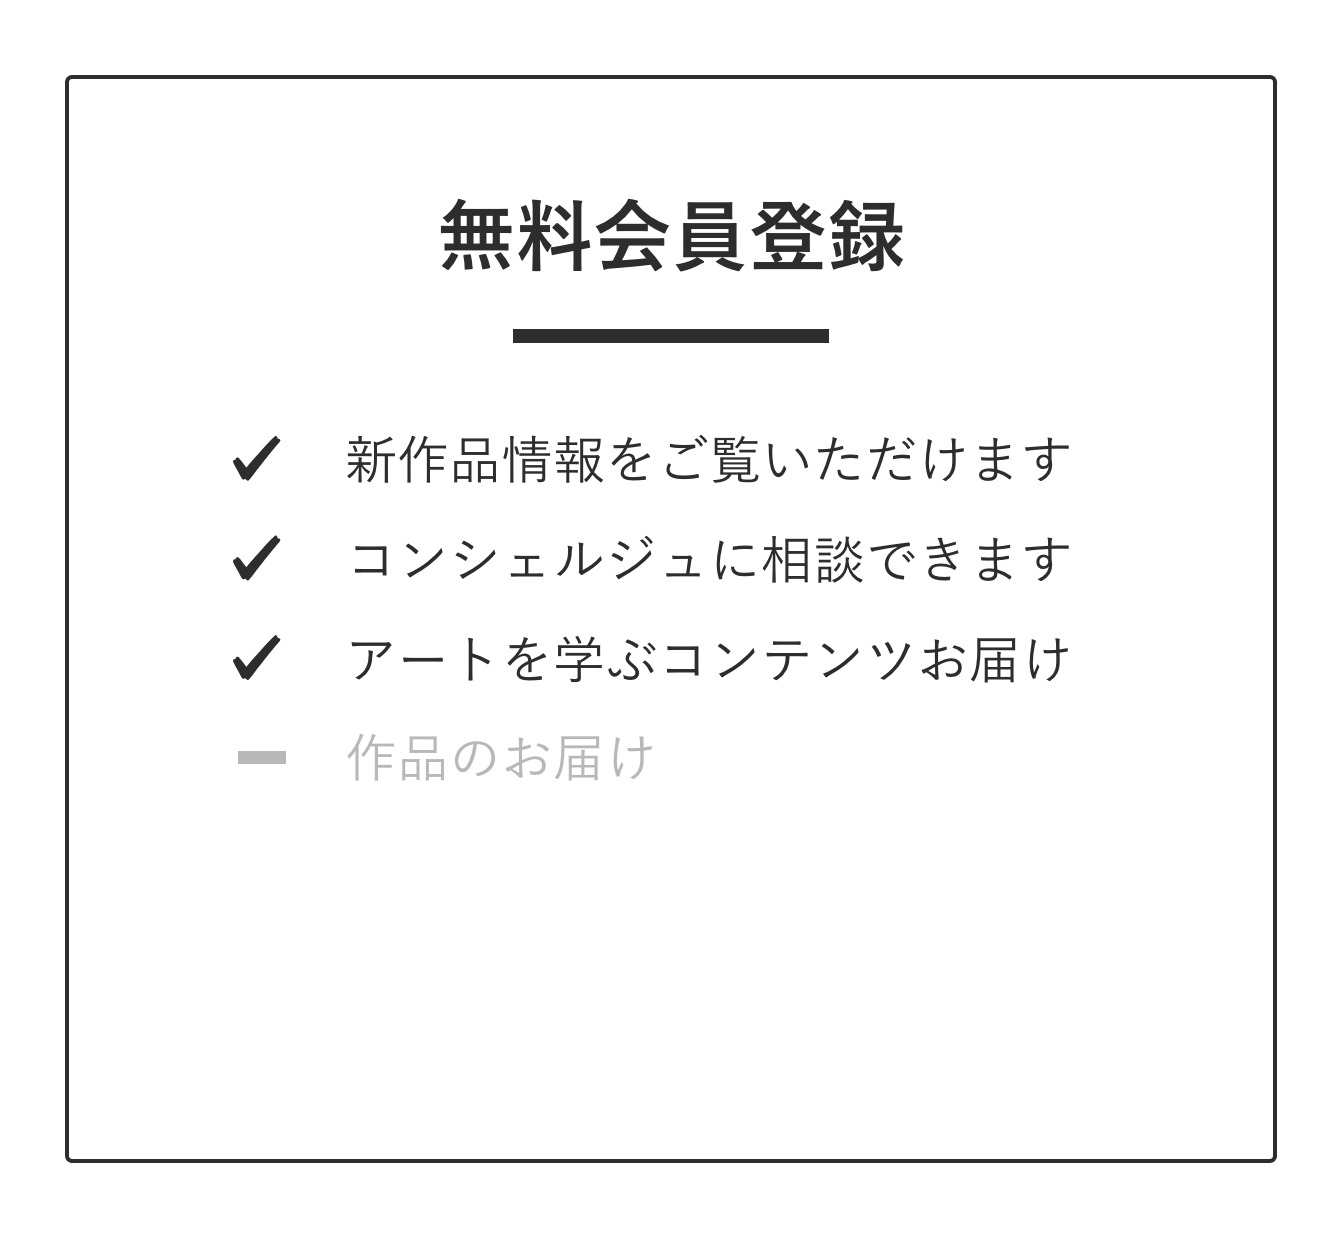 無料会員登録
新作品情報をご覧いただけます
コンシェルジュに相談できます
アートを学ぶコンテンツお届け
作品のお届け